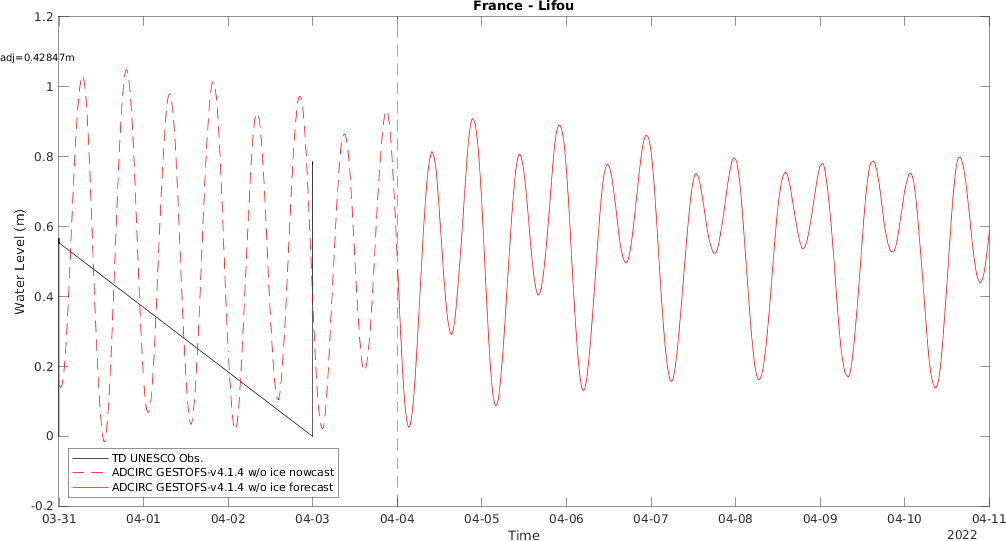 France - Lifou
adj=0.42847m
1.2
1
0.8
0.6
0.4
0.2
0
-0.2
Water Level (m)
TD UNESCO Obs.
ADCIRC GESTOFS-v4.1.4 w/o ice nowcast
ADCIRC GESTOFS-v4.1.4 w/o ice forecast
03-31 04-01 04-02 04-03 04-04 04-05 04-06 04-07 04-08 04-09 04-10 04-11
Time
2022